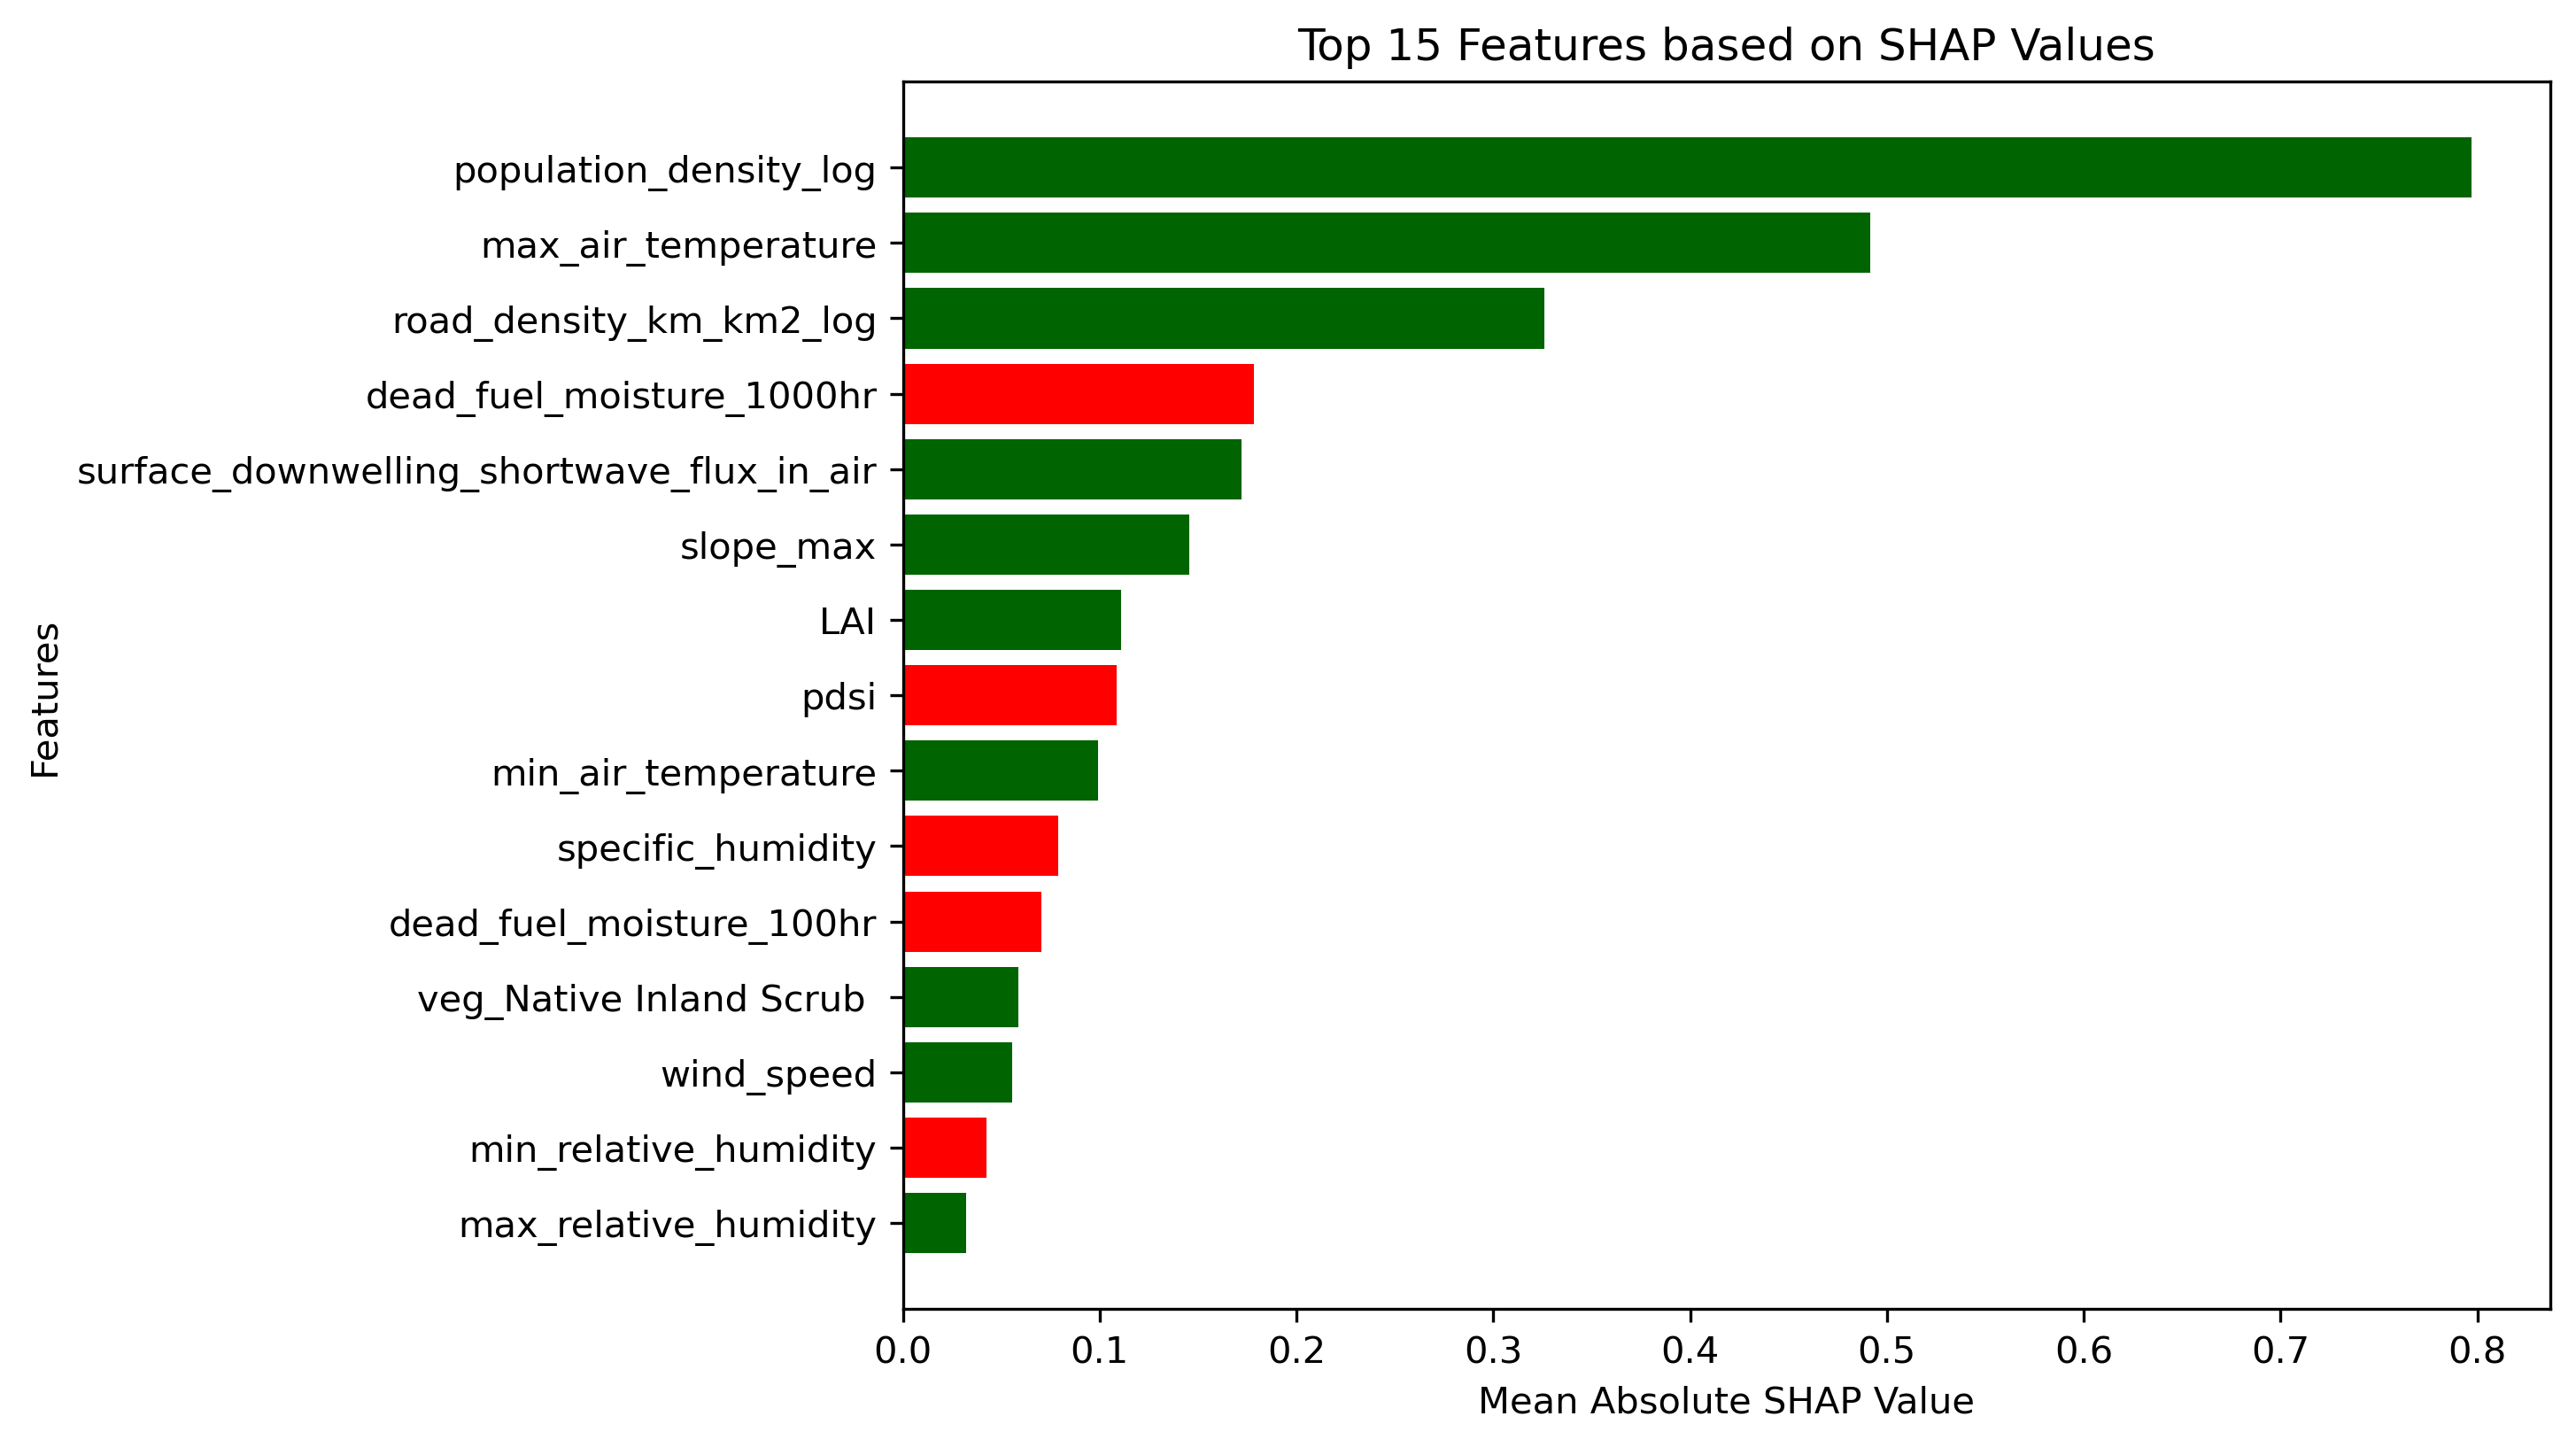 Top 15 Features based on SHAP Values
Features
population_density_log
max_air_temperature
road_density_km_km2_log
dead_fuel_moisture_1000hr
surface_downwelling_shortwave_flux_in_air
slope_max
LAI
pdsi
min_air_temperature
specific_humidity
dead_fuel_moisture_100hr
veg_Native Inland Scrub
wind_speed
min_relative_humidity
max_relative_humidity
0.0 0.1 0.2 0.3 0.4 0.5 0.6 0.7 0.8
Mean Absolute SHAP Value